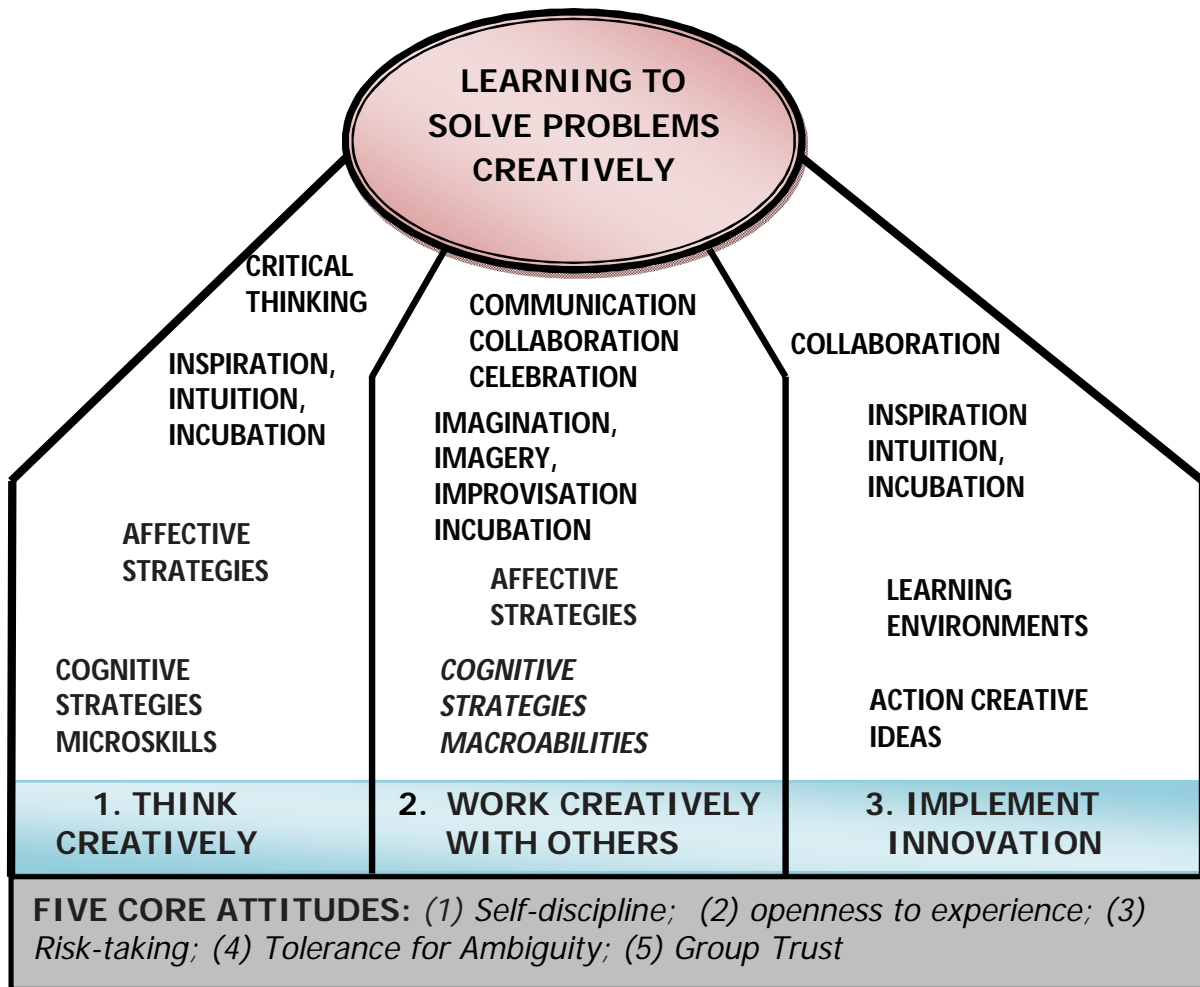 LEARNING TO
SOLVE PROBLEMS
CREATIVELY
CRITICAL
THINKING
INSPIRATION,
INTUITION,
INCUBATION
AFFECTIVE
STRATEGIES
COGNITIVE
STRATEGIES
MICROSKILLS
1. THINK
CREATIVELY
COMMUNICATION
COLLABORATION
CELEBRATION
IMAGINATION,
IMAGERY,
IMPROVISATION
INCUBATION
AFFECTIVE
STRATEGIES
COGNITIVE
STRATEGIES
MACROABILITIES
2. WORK CREATIVELY
WITH OTHERS
COLLABORATION
INSPIRATION
INTUITION,
INCUBATION
LEARNING
ENVIRONMENTS
ACTION CREATIVE
IDEAS
3. IMPLEMENT
INNOVATION
FIVE CORE ATTITUDES: (1) Self-discipline; (2) openness to experience; (3)
Risk-taking; (4) Tolerance for Ambiguity; (5) Group Trust